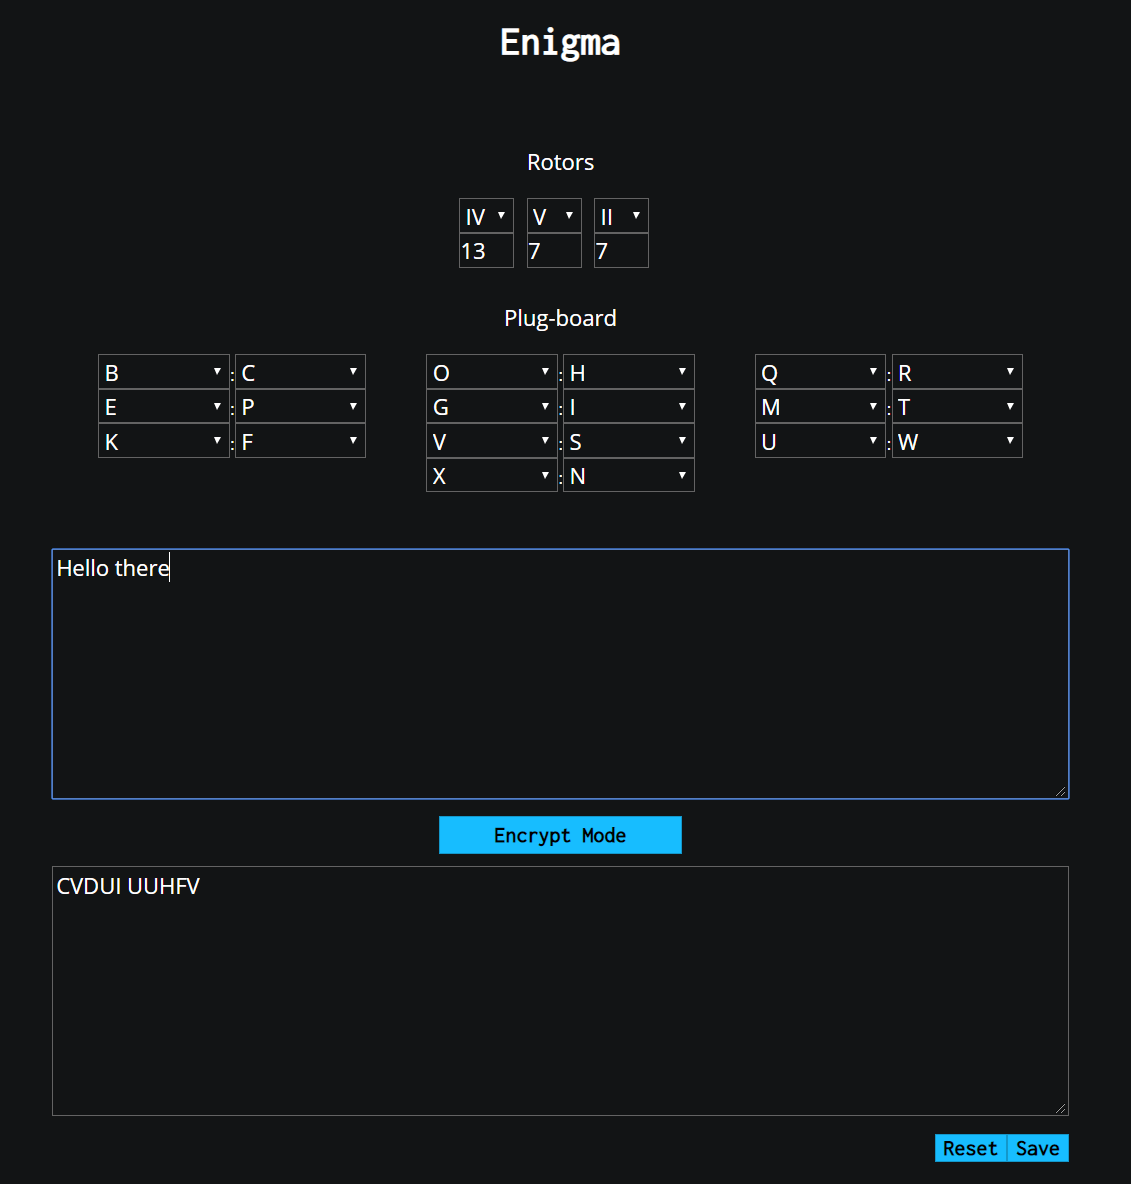 Enigma
Rotors
IV V II
13 7 7
Plug-board
B : C O : H Q : R
E : P G : I M : T
K : F V : S U : W
X : N
Hello there
Encrypt Mode
CVDUI UUHFV
Reset Save